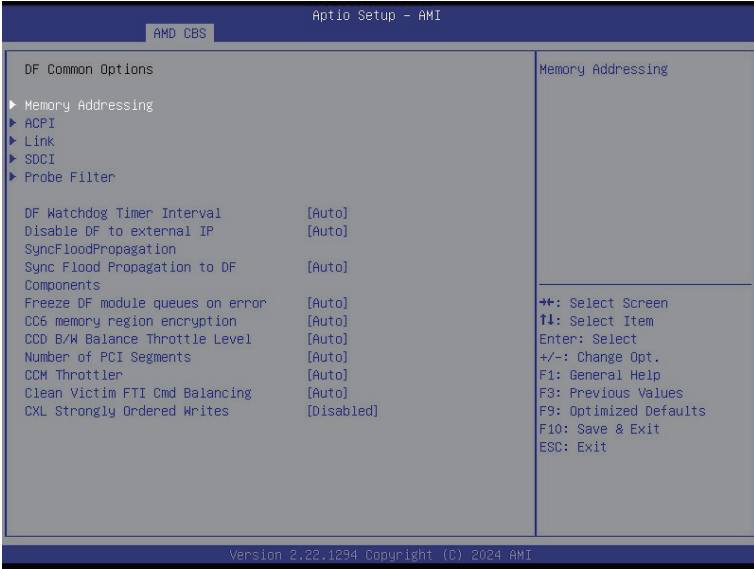 Aptio Setup – AMI
AMD CBS
DF Common Options
Memory Addressing
ACPI
Link
SDCI
Probe Filter
DF Watchdog Timer Interval [Auto]
Disable DF to external IP [Auto]
SyncFloodPropagation
Sync Flood Propagation to DF [Auto]
Components
Freeze DF module queues on error [Auto]
CC6 memory region encryption [Auto]
CCD B/W Balance Throttle Level [Auto]
Number of PCI Segments [Auto]
CCM Throttler [Auto]
Clean Victim FTI Cmd Balancing [Auto]
CXL Strongly Ordered Writes [Disabled]
Memory Addressing
→←: Select Screen
↑↓: Select Item
Enter: Select
+/-: Change Opt.
F1: General Help
F3: Previous Values
F9: Optimized Defaults
F10: Save & Exit
ESC: Exit
Version 2.22.1294 Copyright (C) 2024 AMI